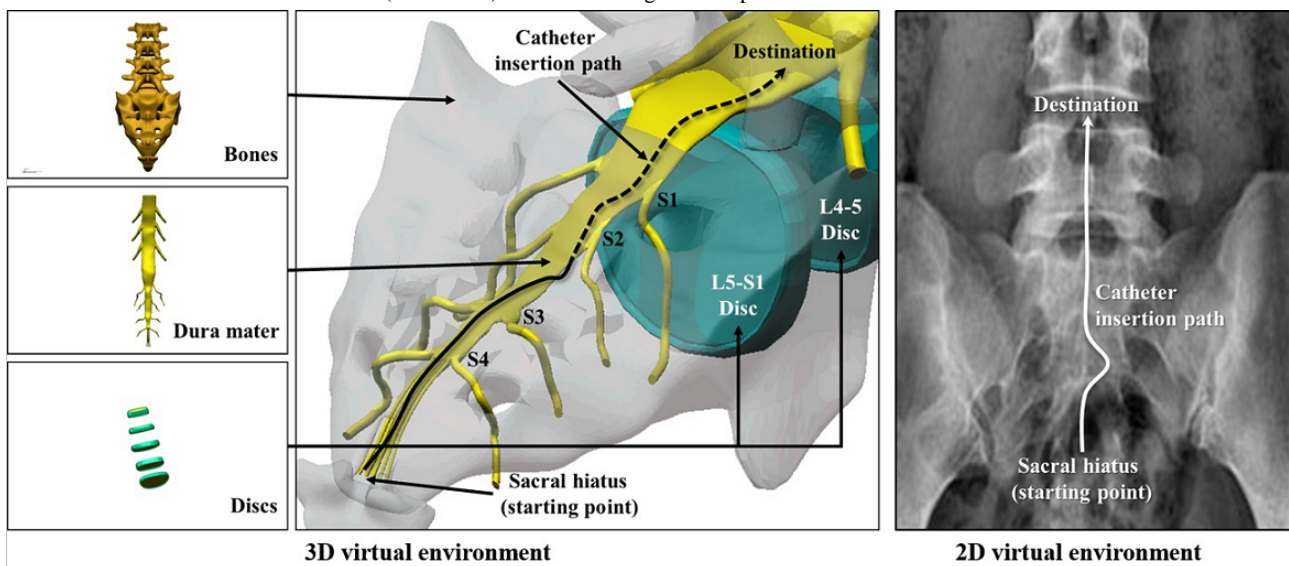 Bones
Dura mater
Discs
Catheter
insertion path
Destination
S1
S2
S3
S4
L4-5
Disc
L5-S1
Disc
Sacral hiatus
(starting point)
3D virtual environment
Destination
Catheter
insertion path
Sacral hiatus
(starting point)
2D virtual environment